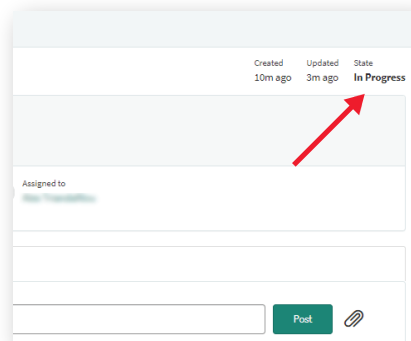 Created Updated State
10m ago 3m ago In Progress
Assigned to
Post